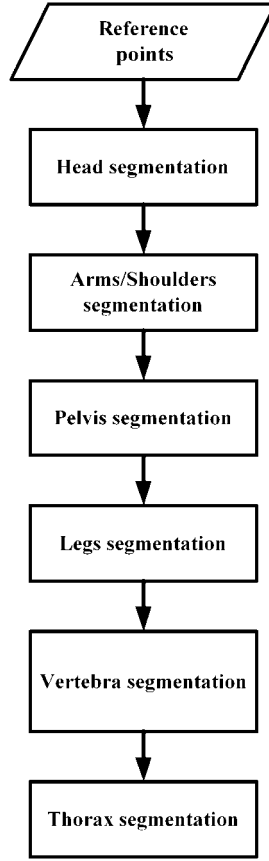 Reference
points
Head segmentation
Arms/Shoulders
segmentation
Pelvis segmentation
Legs segmentation
Vertebra segmentation
Thorax segmentation